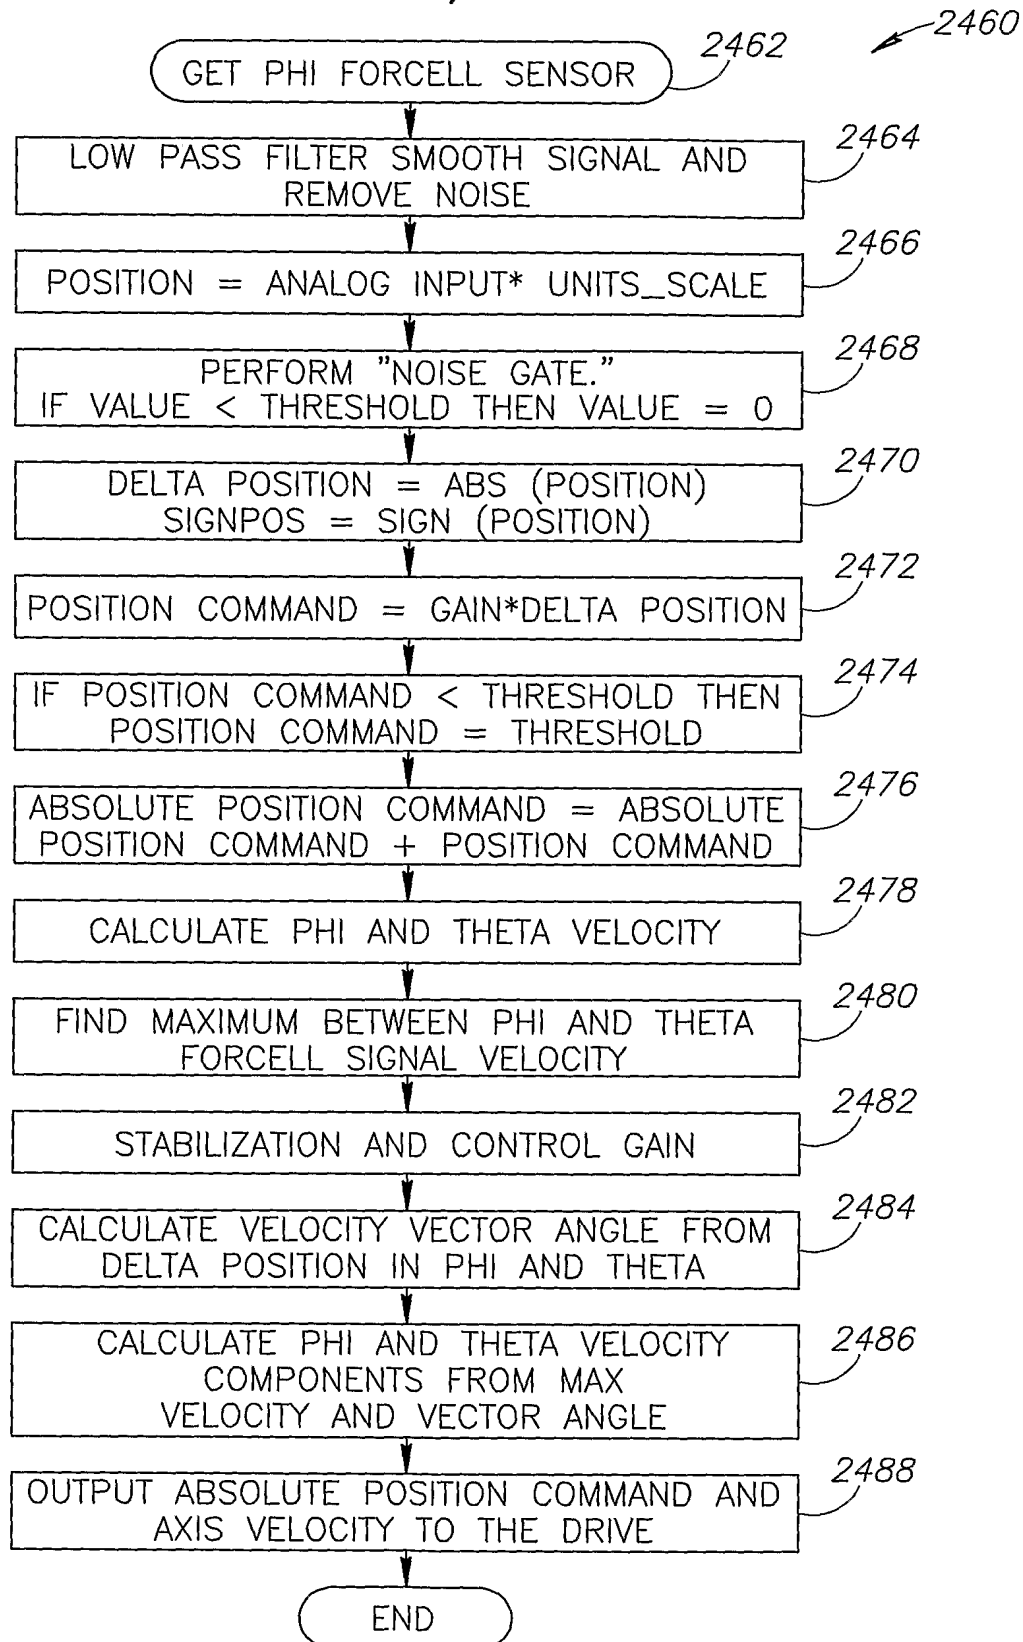 2460
GET PHI FORCELL SENSOR
2462
LOW PASS FILTER SMOOTH SIGNAL AND
REMOVE NOISE
2464
POSITION = ANALOG INPUT* UNITS_SCALE
2466
PERFORM "NOISE GATE."
IF VALUE < THRESHOLD THEN VALUE = 0
2468
DELTA POSITION = ABS (POSITION)
SIGNPOS = SIGN (POSITION)
2470
POSITION COMMAND = GAIN*DELTA POSITION
2472
IF POSITION COMMAND < THRESHOLD THEN
POSITION COMMAND = THRESHOLD
2474
ABSOLUTE POSITION COMMAND = ABSOLUTE
POSITION COMMAND + POSITION COMMAND
2476
CALCULATE PHI AND THETA VELOCITY
2478
FIND MAXIMUM BETWEEN PHI AND THETA
FORCELL SIGNAL VELOCITY
2480
STABILIZATION AND CONTROL GAIN
2482
CALCULATE VELOCITY VECTOR ANGLE FROM
DELTA POSITION IN PHI AND THETA
2484
CALCULATE PHI AND THETA VELOCITY
COMPONENTS FROM MAX
VELOCITY AND VECTOR ANGLE
2486
OUTPUT ABSOLUTE POSITION COMMAND AND
AXIS VELOCITY TO THE DRIVE
2488
END